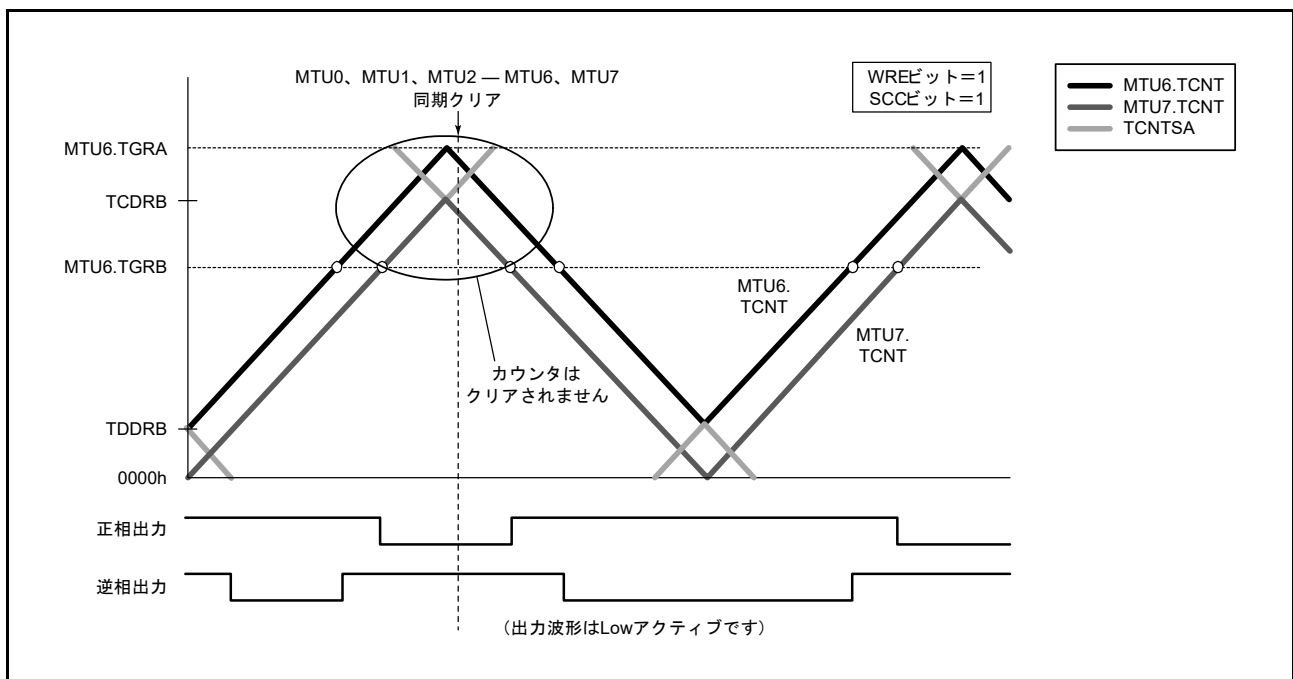 MTU0、MTU1、MTU2 — MTU6、MTU7
同期クリア
WREビット=1
SCCビット=1
MTU6.TCNT
MTU7.TCNT
TCNTSA
MTU6.TGRA
TCDRB
MTU6.TGRB
MTU6.
TCNT
MTU7.
TCNT
カウンタは
クリアされません
TDDRB
0000h
正相出力
逆相出力
(出力波形はLowアクティブです)